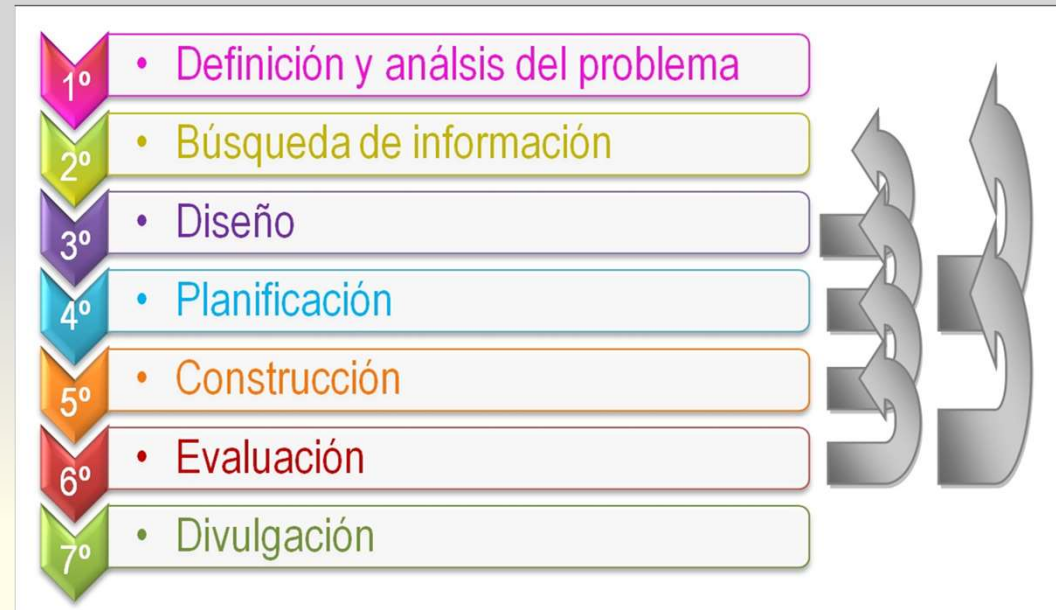 1º • Definición y análsis del problema
2º • Búsqueda de información
3º • Diseño
4º • Planificación
5º • Construcción
6º • Evaluación
7º • Divulgación